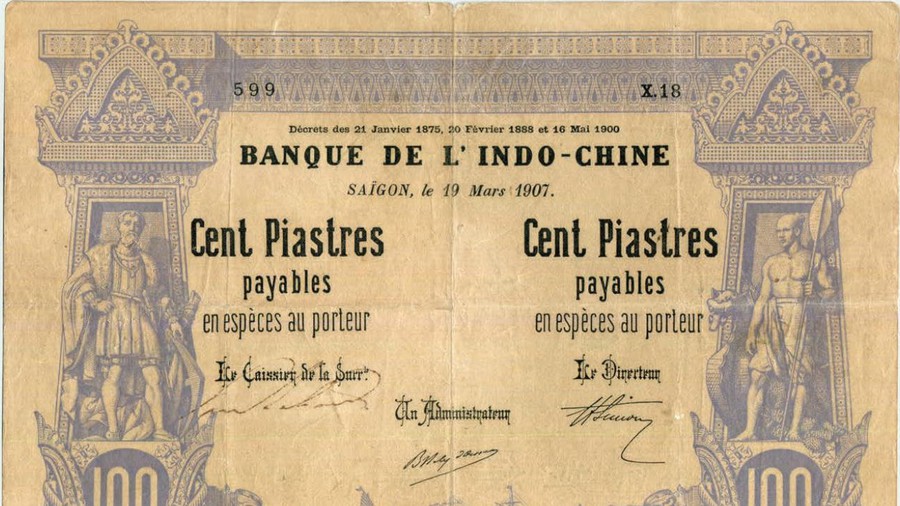 599 X.18
Décrets des 21 Janvier 1875, 20 Février 1888 et 16 Mai 1900
BANQUE DE L'INDO-CHINE
SAÏGON, le 19 Mars 1907.
Cent Piastres
payables
en espèces au porteur
Cent Piastres
payables
en espèces au porteur
Le Caissier de la Surr.le
Le Directeur
Un Administrateur
100 100